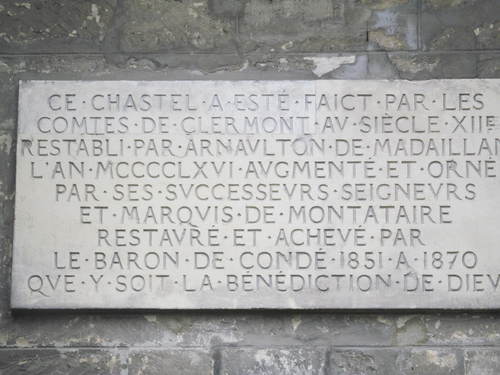 CE · CHASTEL · A · ESTÉ · FAICT · PAR · LES
COMTES · DE · CLERMONT · AV · SIÈCLE · XIIE
RESTABLI · PAR · ARNAVLTON · DE · MADAILLAN
L'AN · MCCCCLXVI · AVGMENTÉ · ET · ORNÉ
PAR · SES · SVCCESSEVRS · SEIGNEVRS
ET · MARQVIS · DE · MONTATAIRE
RESTAVRÉ · ET · ACHEVÉ · PAR
LE · BARON · DE · CONDÉ · 1851 · A · 1870
QVE · Y · SOIT · LA · BÉNÉDICTION · DE · DIEV